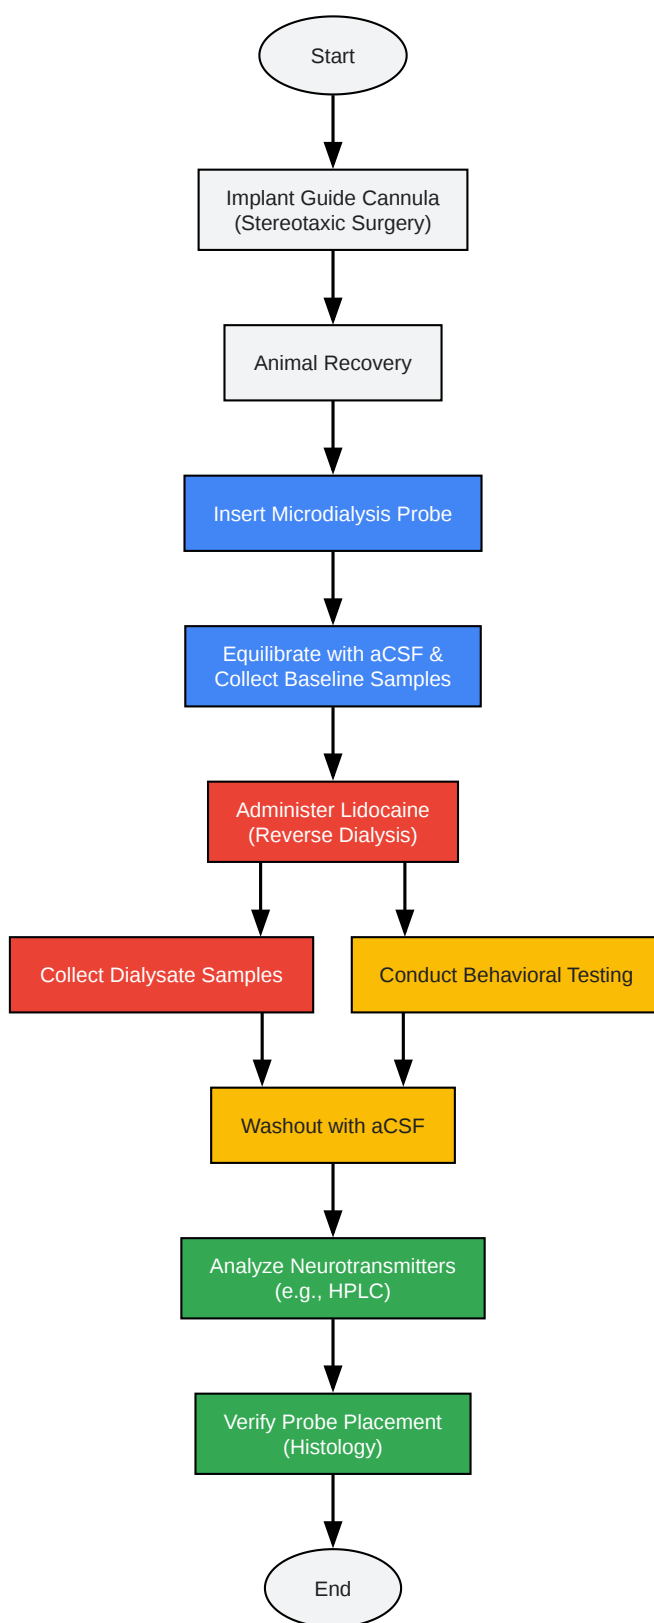 Start
Implant Guide Cannula
(Stereotaxic Surgery)
Animal Recovery
Insert Microdialysis Probe
Equilibrate with aCSF &
Collect Baseline Samples
Administer Lidocaine
(Reverse Dialysis)
Collect Dialysate Samples
Conduct Behavioral Testing
Washout with aCSF
Analyze Neurotransmitters
(e.g., HPLC)
Verify Probe Placement
(Histology)
End